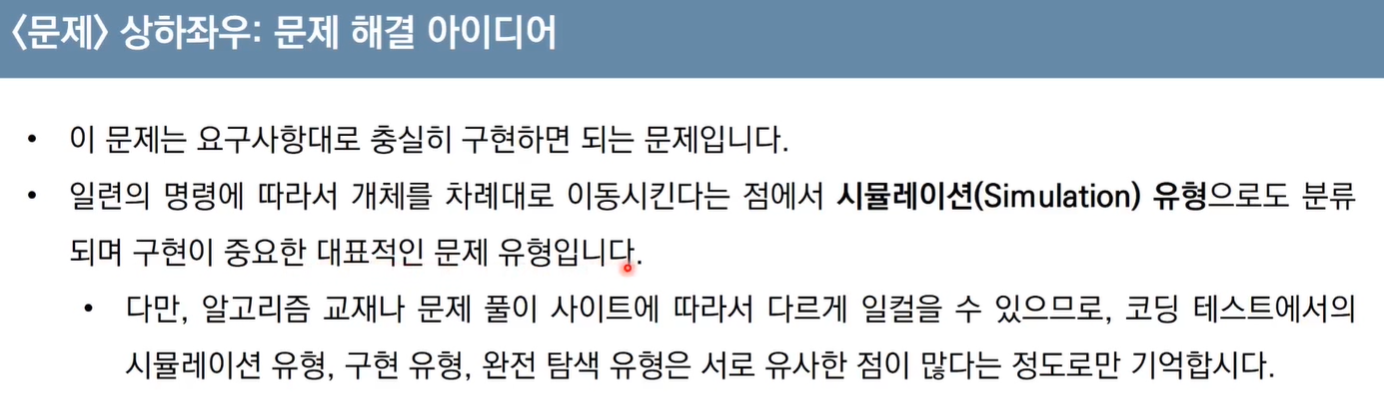 <문제> 상하좌우: 문제 해결 아이디어
• 이 문제는 요구사항대로 충실히 구현하면 되는 문제입니다.
• 일련의 명령에 따라서 개체를 차례대로 이동시킨다는 점에서 시뮬레이션(Simulation) 유형으로도 분류
되며 구현이 중요한 대표적인 문제 유형입니다.
• 다만, 알고리즘 교재나 문제 풀이 사이트에 따라서 다르게 일컬을 수 있으므로, 코딩 테스트에서의
시뮬레이션 유형, 구현 유형, 완전 탐색 유형은 서로 유사한 점이 많다는 정도로만 기억합시다.